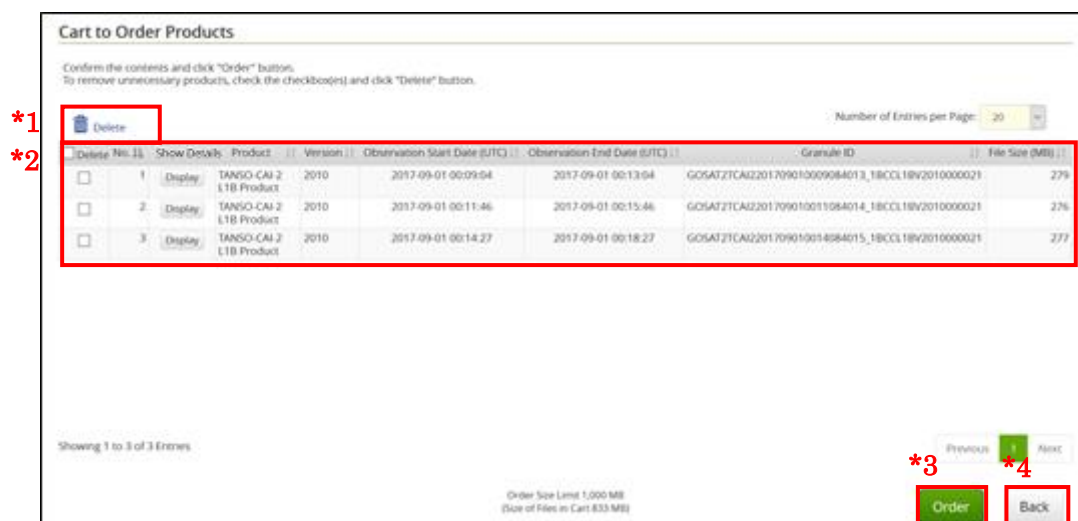 Cart to Order Products
Confirm the contents and click "Order" button.
To remove unnecessary products, check the checkbox(es) and click "Delete" button.
*1
Delete
Number of Entries per Page: 20
*2
Delete No. Show Details Product Version Observation Start Date (UTC) Observation End Date (UTC) Granule ID File Size (MB)
1 Display TANSO-CAI-2 L1B Product 2010 2017-09-01 00:09:04 2017-09-01 00:13:04 GOSAT2TCAI2201709010009084013_1BCCL1BV2010000021 279
2 Display TANSO-CAI-2 L1B Product 2010 2017-09-01 00:11:46 2017-09-01 00:15:46 GOSAT2TCAI2201709010011084014_1BCCL1BV2010000021 276
3 Display TANSO-CAI-2 L1B Product 2010 2017-09-01 00:14:27 2017-09-01 00:18:27 GOSAT2TCAI2201709010014084015_1BCCL1BV2010000021 277
Showing 1 to 3 of 3 Entries
Previous 1 Next
*3
*4
Order Size Limit 1,000 MB
(Size of Files in Cart 833 MB)
Order
Back